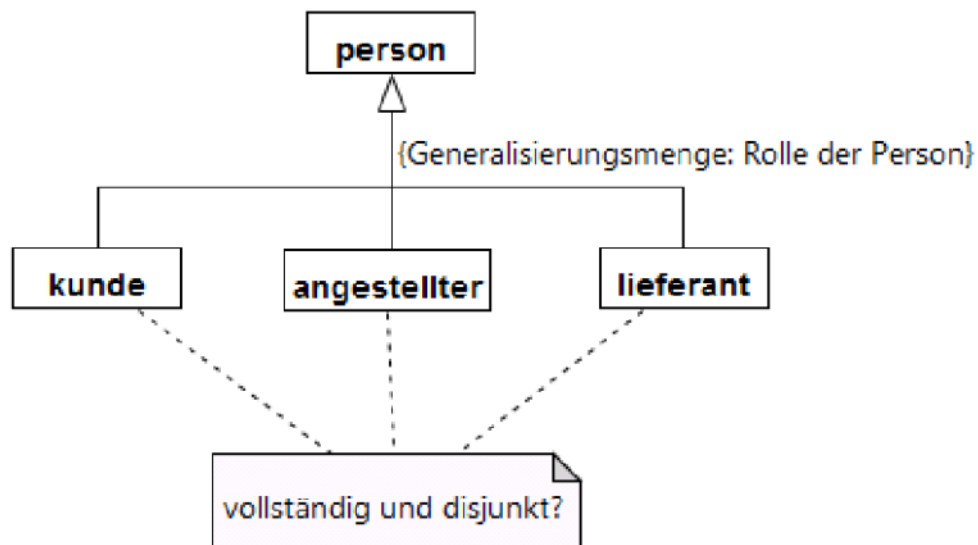 person
{Generalisierungsmenge: Rolle der Person}
kunde
angestellter
lieferant
vollständig und disjunkt?